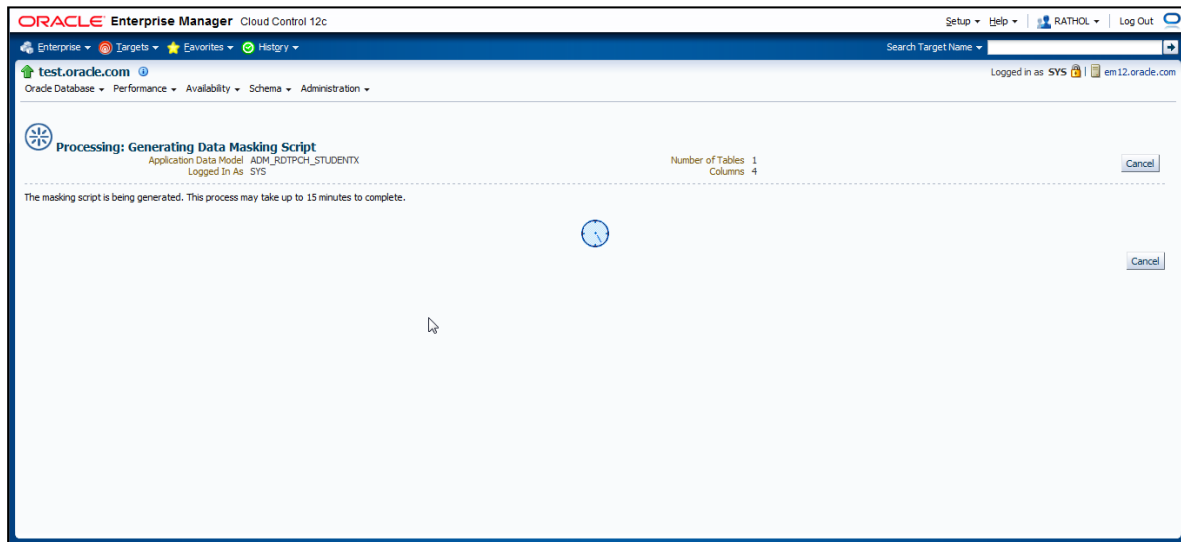 ORACLE Enterprise Manager Cloud Control 12c
Setup Help RATHOL Log Out
Enterprise Targets Favorites History
Search Target Name
test.oracle.com
Logged in as SYS em12.oracle.com
Oracle Database Performance Availability Schema Administration
Processing: Generating Data Masking Script
Application Data Model ADM_RDTPCH_STUDENTX
Number of Tables 1
Cancel
Logged In As SYS
Columns 4
The masking script is being generated. This process may take up to 15 minutes to complete.
Cancel